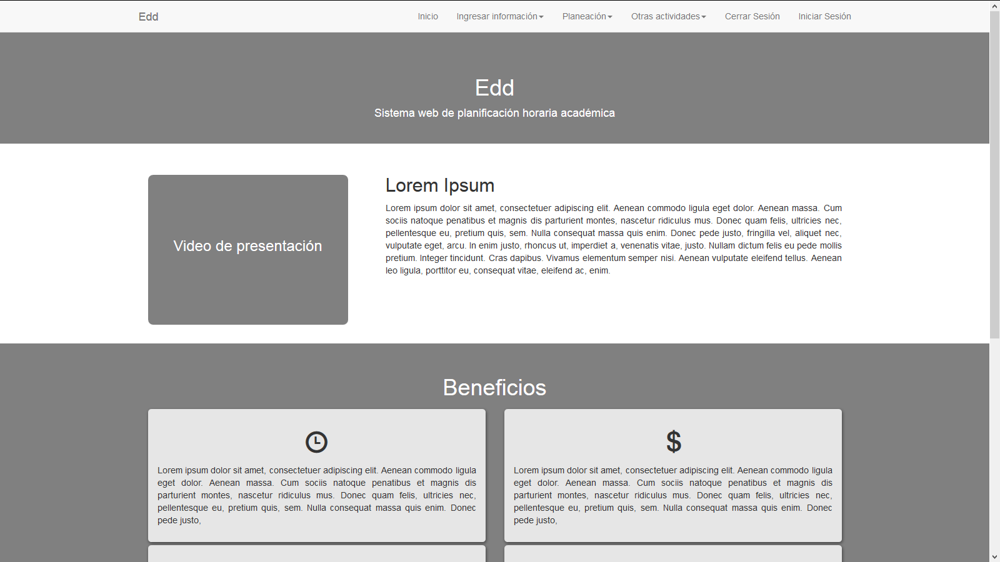 Edd Inicio Ingresar información Planeación Otras actividades Cerrar Sesión Iniciar Sesión
Edd
Sistema web de planificación horaria académica
Video de presentación
Lorem Ipsum
Lorem ipsum dolor sit amet, consectetuer adipiscing elit. Aenean commodo ligula eget dolor. Aenean massa. Cum
sociis natoque penatibus et magnis dis parturient montes, nascetur ridiculus mus. Donec quam felis, ultricies nec,
pellentesque eu, pretium quis, sem. Nulla consequat massa quis enim. Donec pede justo, fringilla vel, aliquet nec,
vulputate eget, arcu. In enim justo, rhoncus ut, imperdiet a, venenatis vitae, justo. Nullam dictum felis eu pede mollis
pretium. Integer tincidunt. Cras dapibus. Vivamus elementum semper nisi. Aenean vulputate eleifend tellus. Aenean
leo ligula, porttitor eu, consequat vitae, eleifend ac, enim.
Beneficios
Lorem ipsum dolor sit amet, consectetuer adipiscing elit. Aenean commodo ligula
eget dolor. Aenean massa. Cum sociis natoque penatibus et magnis dis
parturient montes, nascetur ridiculus mus. Donec quam felis, ultricies nec,
pellentesque eu, pretium quis, sem. Nulla consequat massa quis enim. Donec
pede justo,
$
Lorem ipsum dolor sit amet, consectetuer adipiscing elit. Aenean commodo ligula
eget dolor. Aenean massa. Cum sociis natoque penatibus et magnis dis
parturient montes, nascetur ridiculus mus. Donec quam felis, ultricies nec,
pellentesque eu, pretium quis, sem. Nulla consequat massa quis enim. Donec
pede justo,